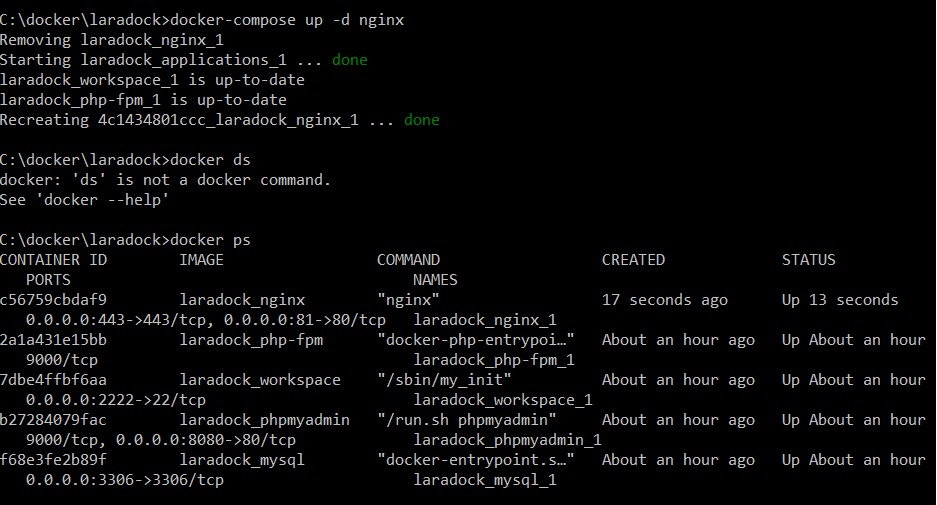 C:\docker\laradock>docker-compose up -d nginx
Removing laradock_nginx_1
Starting laradock_applications_1 ... done
laradock_workspace_1 is up-to-date
laradock_php-fpm_1 is up-to-date
Recreating 4c1434801ccc_laradock_nginx_1 ... done
C:\docker\laradock>docker ds
docker: 'ds' is not a docker command.
See 'docker --help'
C:\docker\laradock>docker ps
CONTAINER ID        IMAGE                 COMMAND                  CREATED             STATUS
   PORTS                                      NAMES
c56759cbdaf9        laradock_nginx        "nginx"                  17 seconds ago      Up 13 seconds
   0.0.0.0:443->443/tcp, 0.0.0.0:81->80/tcp   laradock_nginx_1
2a1a431e15bb        laradock_php-fpm      "docker-php-entrypoi…"   About an hour ago   Up About an hour
   9000/tcp                                   laradock_php-fpm_1
7dbe4ffbf6aa        laradock_workspace    "/sbin/my_init"          About an hour ago   Up About an hour
   0.0.0.0:2222->22/tcp                       laradock_workspace_1
b27284079fac        laradock_phpmyadmin   "/run.sh phpmyadmin"     About an hour ago   Up About an hour
   9000/tcp, 0.0.0.0:8080->80/tcp             laradock_phpmyadmin_1
f68e3fe2b89f        laradock_mysql        "docker-entrypoint.s…"   About an hour ago   Up About an hour
   0.0.0.0:3306->3306/tcp                     laradock_mysql_1